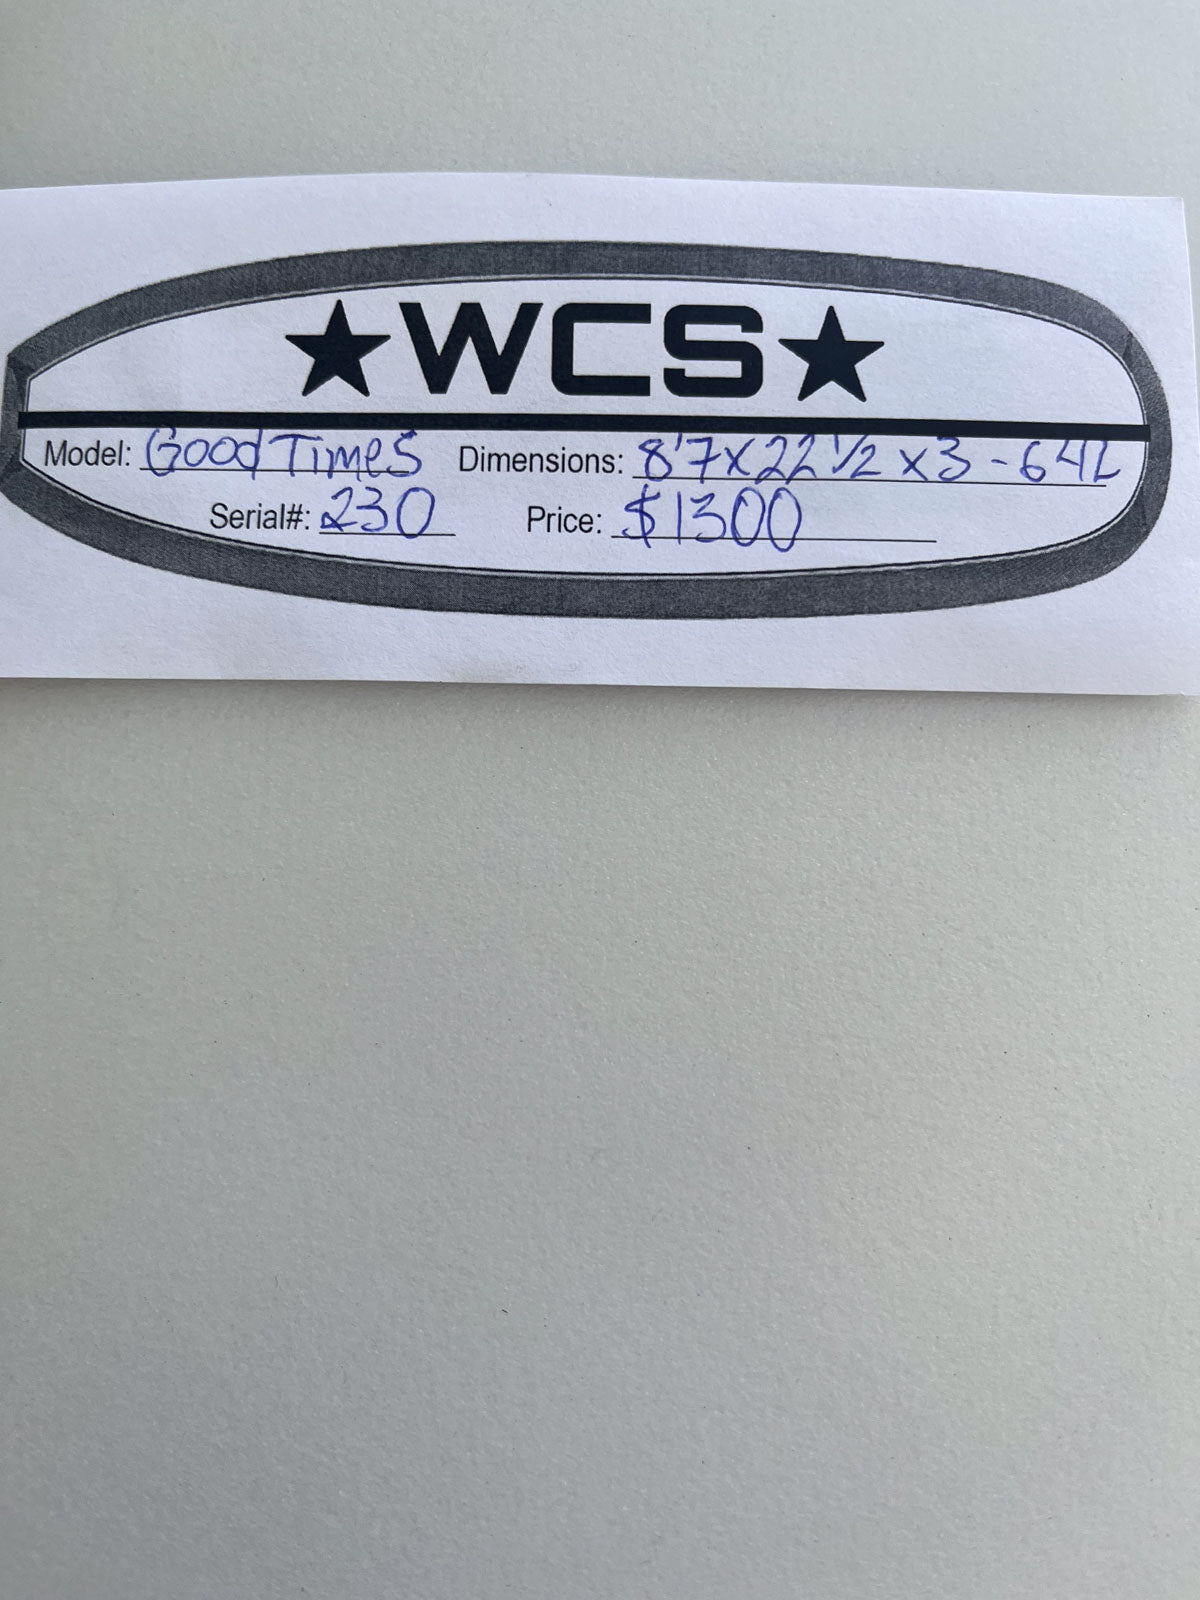 ★WCS★
Model: Good Times Dimensions: 8'7x22 1/2 x3 - 64L
Serial#: 230 Price: $1300